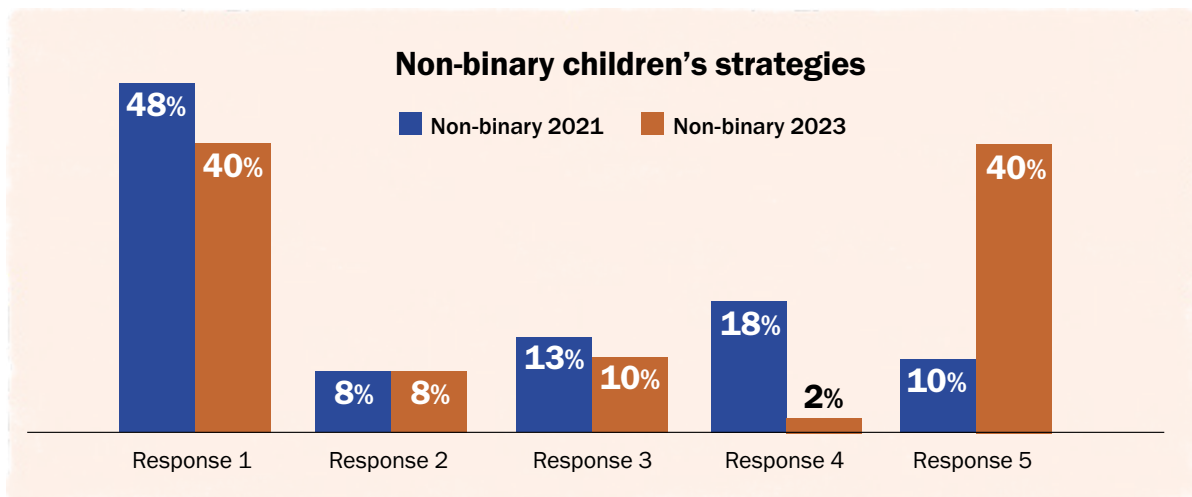 Non-binary children’s strategies
Non-binary 2021 Non-binary 2023
48% 40% 8% 8% 13% 10% 18% 2% 10% 40%
Response 1 Response 2 Response 3 Response 4 Response 5